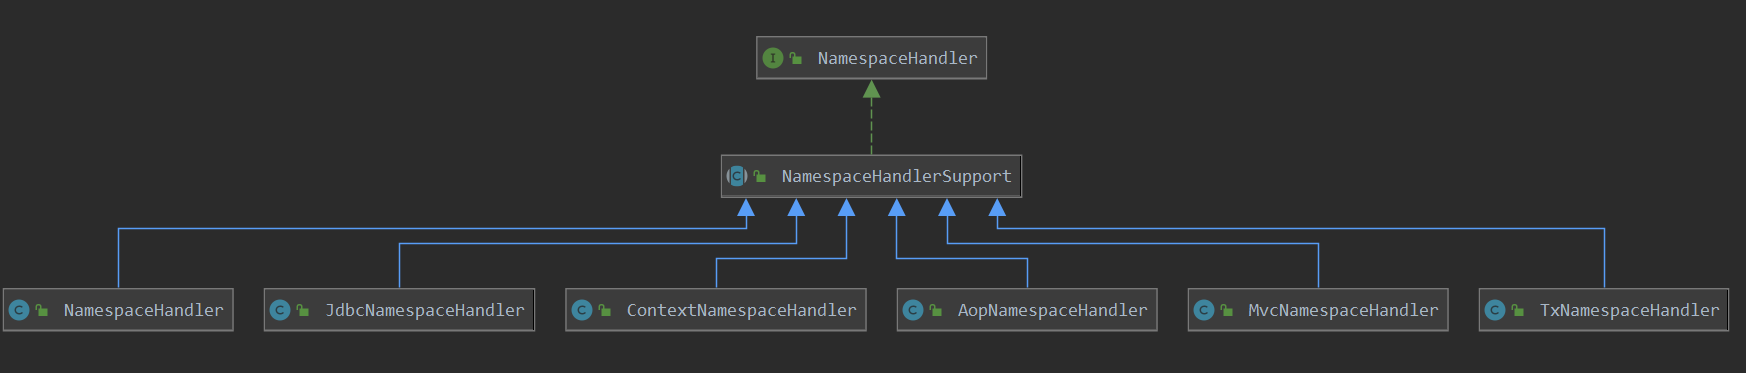 NamespaceHandler
NamespaceHandlerSupport
NamespaceHandler JdbcNamespaceHandler ContextNamespaceHandler AopNamespaceHandler MvcNamespaceHandler TxNamespaceHandler